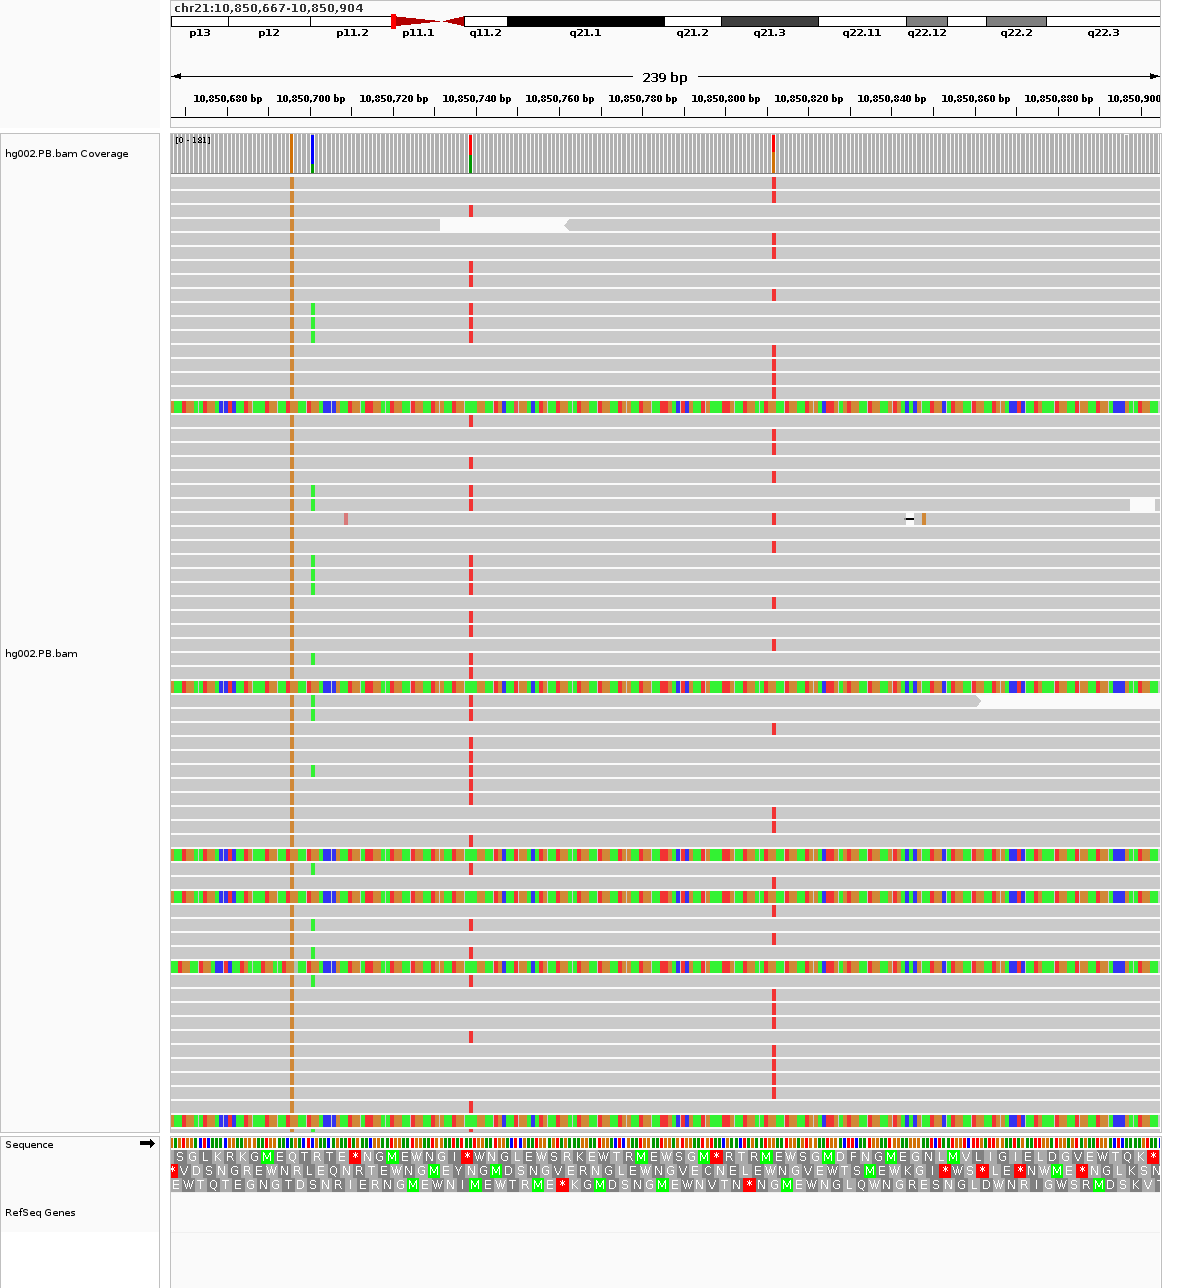 chr21:10,850,667-10,850,904
p13 p12 p11.2 p11.1 q11.2 q21.1 q21.2 q21.3 q22.11 q22.12 q22.2 q22.3
239 bp
10,850,680 bp 10,850,700 bp 10,850,720 bp 10,850,740 bp 10,850,760 bp 10,850,780 bp 10,850,800 bp 10,850,820 bp 10,850,840 bp 10,850,860 bp 10,850,880 bp 10,850,900
[0 - 181]
hg002.PB.bam Coverage
hg002.PB.bam
Sequence
SGLKRKGMEQTRTE*NGMEWNGI*WNGLEWSRKEWTRMEWSGM*RTRMEWSGMDFNGMEGNLMVLIGIELDGVEWTQK*
*VDSNGREWNRLEQNRTEWNGMEYNGMDSNGVERNGLEWNGVECNELEWNGVEWTSMEWKGI*WS*LE*NWME*NGLKSN
EWTQTEGNGTDSNRIERNGMEWNIMEWTRME*KGMDSNGMEWNVTN*NGMEWNGLQWNGRESNGLDWNRIGWSRMDSKV
RefSeq Genes